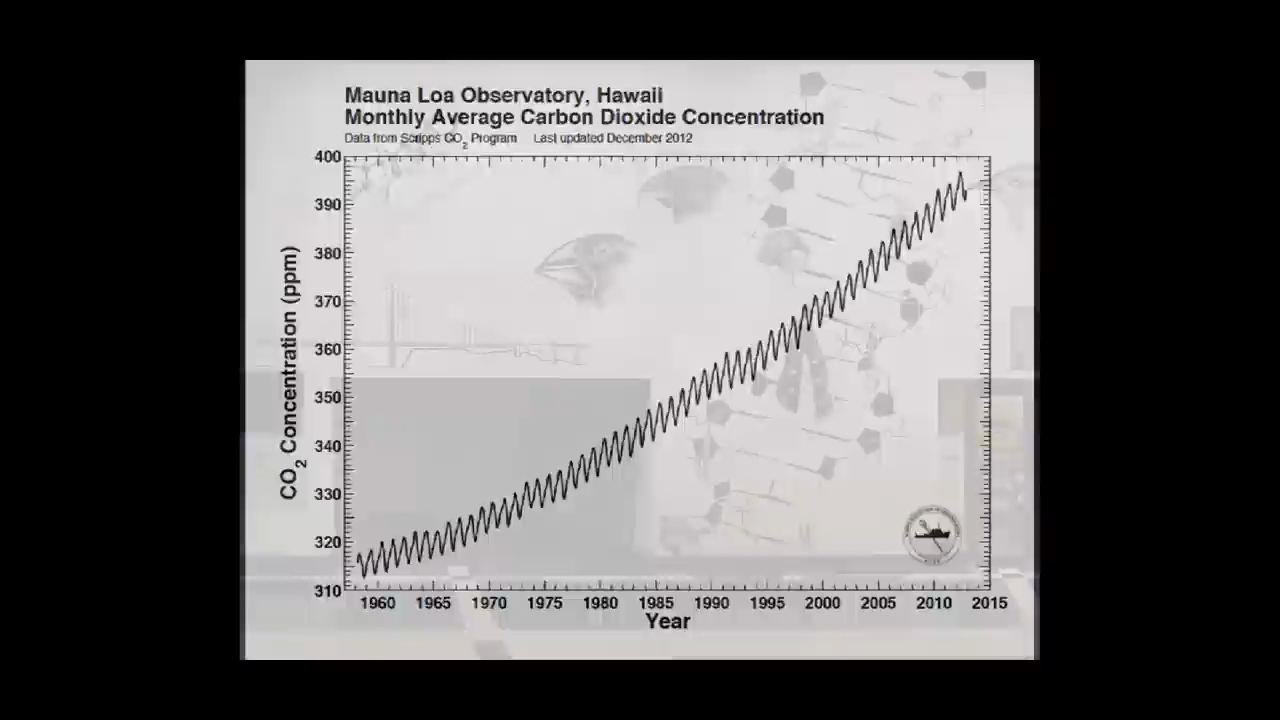 Mauna Loa Observatory, Hawaii
Monthly Average Carbon Dioxide Concentration
Data from Scripps CO2 Program Last updated December 2012
400
390
380
370
360
350
340
330
320
310
CO2 Concentration (ppm)
1960 1965 1970 1975 1980 1985 1990 1995 2000 2005 2010 2015
Year